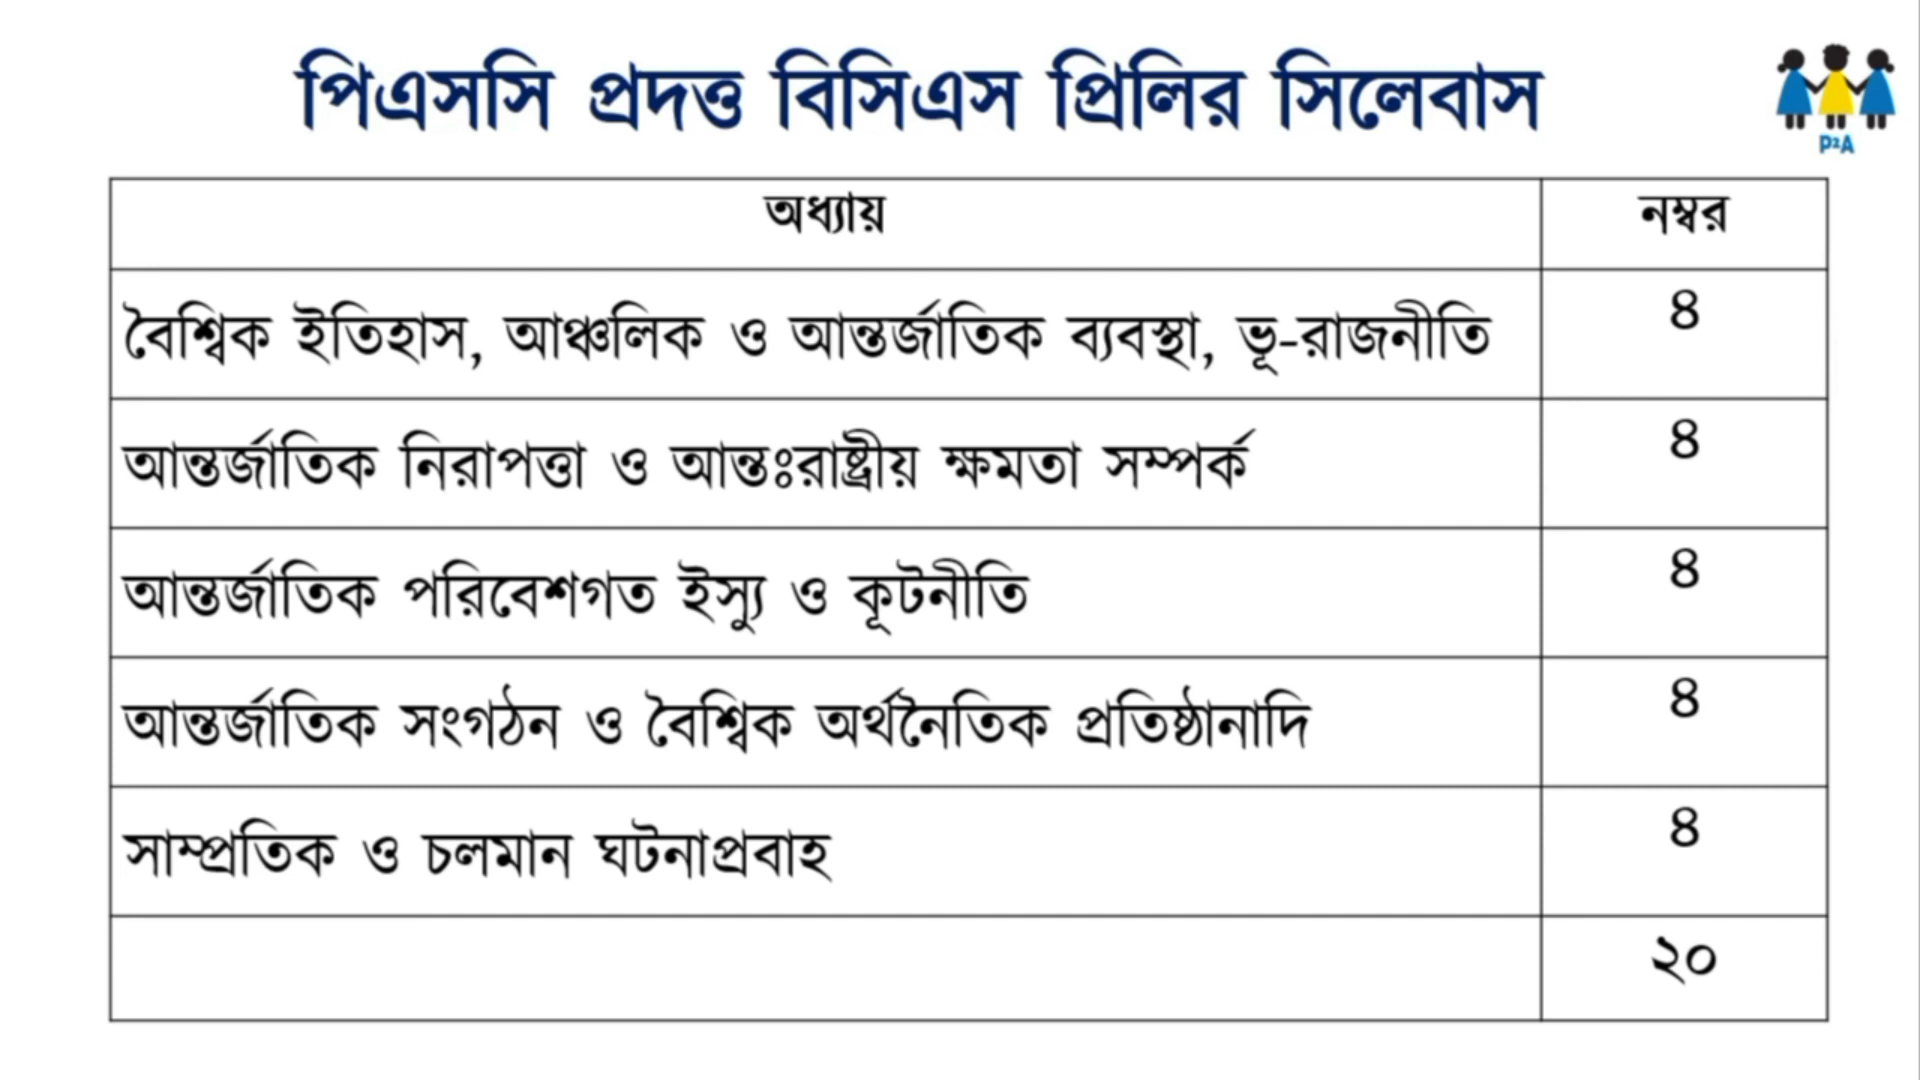 পিএসসি প্রদত্ত বিসিএস প্রিলির সিলেবাস
P²A
অধ্যায় নম্বর
বৈশ্বিক ইতিহাস, আঞ্চলিক ও আন্তর্জাতিক ব্যবস্থা, ভূ-রাজনীতি ৪
আন্তর্জাতিক নিরাপত্তা ও আন্তঃরাষ্ট্রীয় ক্ষমতা সম্পর্ক ৪
আন্তর্জাতিক পরিবেশগত ইস্যু ও কূটনীতি ৪
আন্তর্জাতিক সংগঠন ও বৈশ্বিক অর্থনৈতিক প্রতিষ্ঠানাদি ৪
সাম্প্রতিক ও চলমান ঘটনাপ্রবাহ ৪
২০